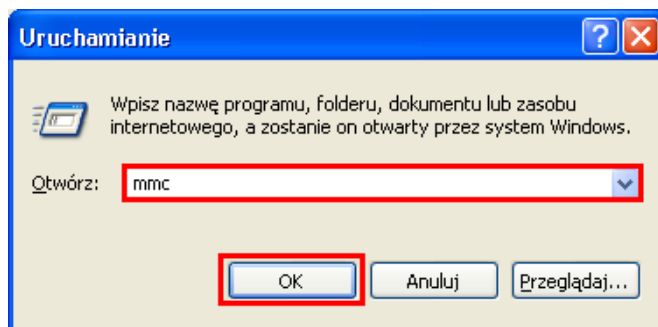 Uruchamianie
Wpisz nazwę programu, folderu, dokumentu lub zasobu
internetowego, a zostanie on otwarty przez system Windows.
Otwórz: mmc
OK Anuluj Przeglądaj...